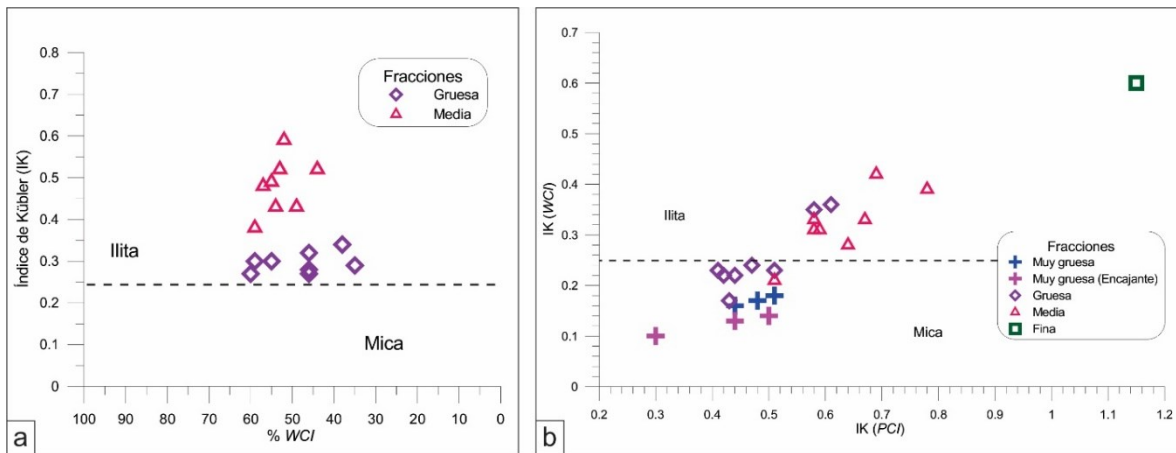 0.8
0.7
0.6
0.5
0.4
0.3
0.2
0.1
0
Índice de Kübler (IK)
Fracciones
Gruesa
Media
Ilita
Mica
100 90 80 70 60 50 40 30 20 10 0
% WCI
a
0.7
0.6
0.5
0.4
0.3
0.2
0.1
0
IK (WCI)
Ilita
Mica
Fracciones
Muy gruesa
Muy gruesa (Encajante)
Gruesa
Media
Fina
0.2 0.3 0.4 0.5 0.6 0.7 0.8 0.9 1 1.1 1.2
IK (PCI)
b